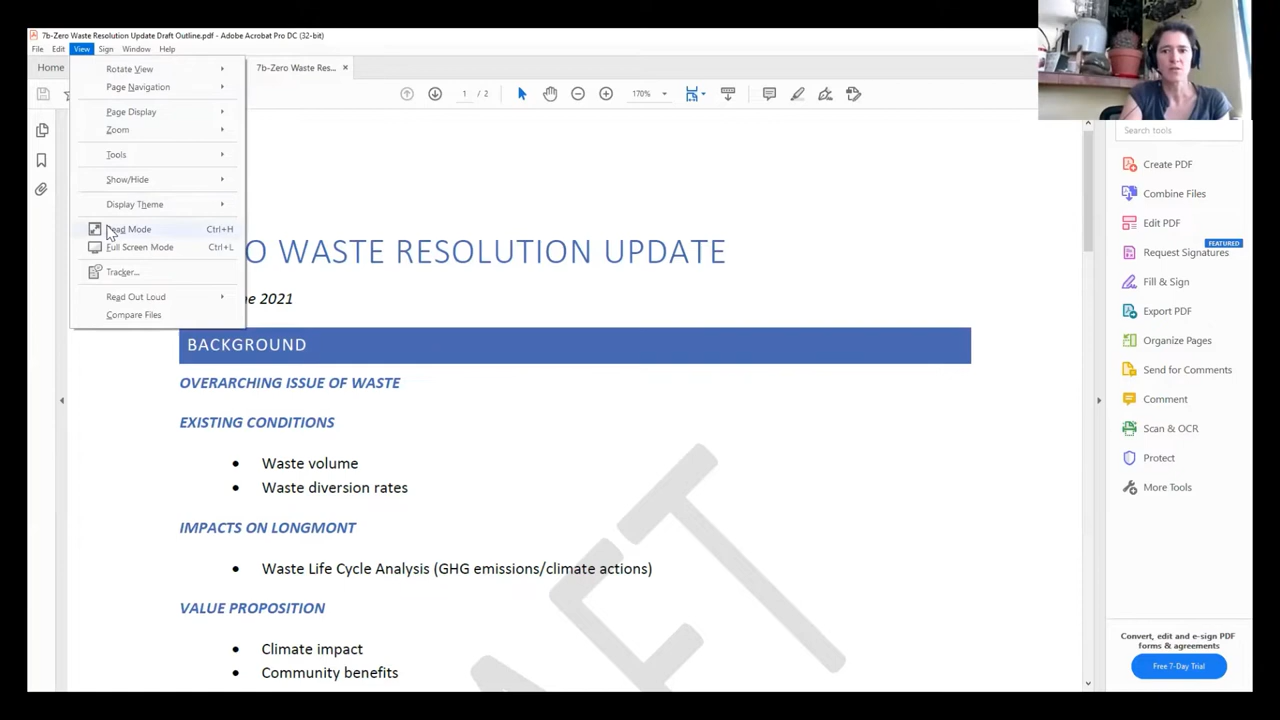 7b-Zero Waste Resolution Update Draft Outline.pdf - Adobe Acrobat Pro DC (32-bit)
File Edit View Sign Window Help
Home
7b-Zero Waste Res... ×
1 / 2
170%
Rotate View
Page Navigation
Page Display
Zoom
Tools
Show/Hide
Display Theme
Mode Ctrl+H
Full Screen Mode Ctrl+L
Tracker...
Read Out Loud
Compare Files
O WASTE RESOLUTION UPDATE
2021
BACKGROUND
OVERARCHING ISSUE OF WASTE
EXISTING CONDITIONS
• Waste volume
• Waste diversion rates
IMPACTS ON LONGMONT
• Waste Life Cycle Analysis (GHG emissions/climate actions)
VALUE PROPOSITION
• Climate impact
• Community benefits
Search tools
Create PDF
Combine Files
Edit PDF
FEATURED
Request Signatures
Fill & Sign
Export PDF
Organize Pages
Send for Comments
Comment
Scan & OCR
Protect
More Tools
Convert, edit and e-sign PDF
forms & agreements
Free 7-Day Trial